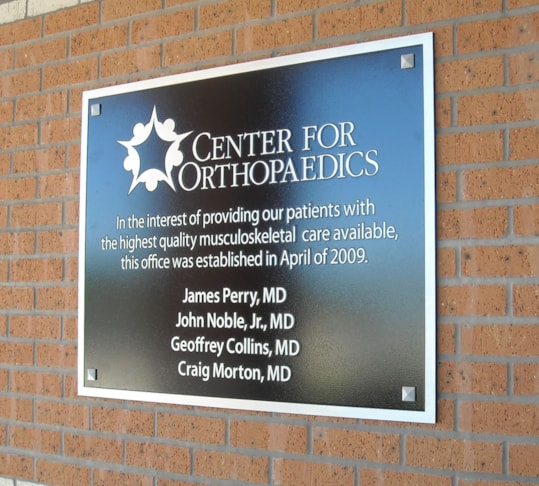 CENTER FOR
ORTHOPAEDICS
In the interest of providing our patients with
the highest quality musculoskeletal care available,
this office was established in April of 2009.
James Perry, MD
John Noble, Jr., MD
Geoffrey Collins, MD
Craig Morton, MD